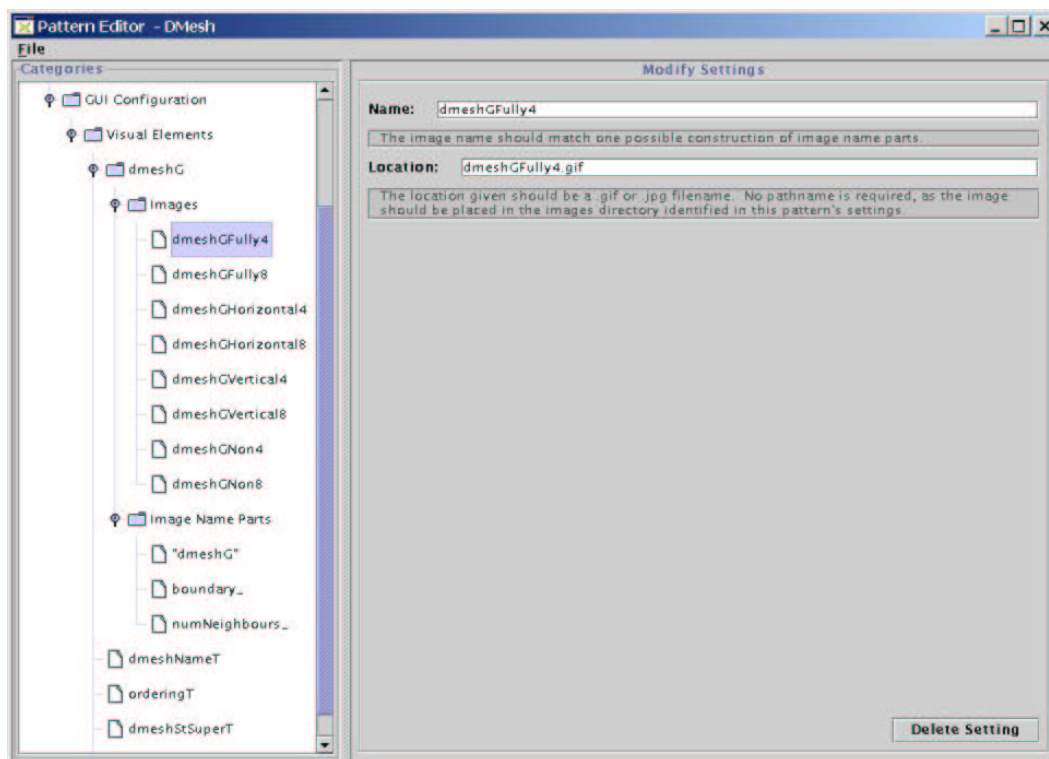 Pattern Editor - DMesh
File
Categories
GUI Configuration
Visual Elements
dmeshG
Images
dmeshGFully4
dmeshGFully8
dmeshGHorizontal4
dmeshGHorizontal8
dmeshGVertical4
dmeshGVertical8
dmeshGNon4
dmeshGNon8
Image Name Parts
"dmeshG"
boundary_
numNeighbours_
dmeshNameT
orderingT
dmeshStSuperT
Modify Settings
Name: dmeshGFully4
The image name should match one possible construction of image name parts.
Location: dmeshGFully4.gif
The location given should be a .gif or .jpg filename. No pathname is required, as the image
should be placed in the images directory identified in this pattern's settings.
Delete Setting